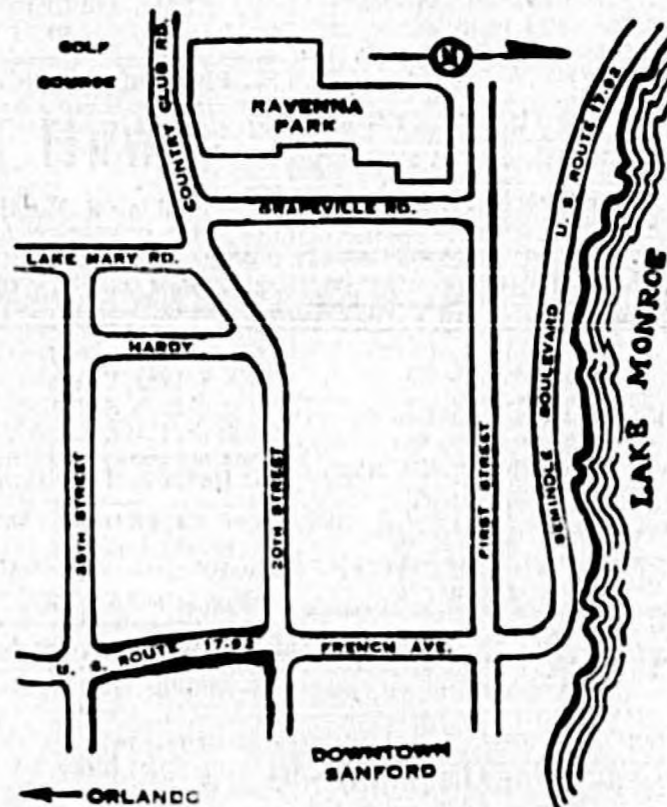 GOLF
COURSE
COUNTRY CLUB RD.
N
RAVENNA
PARK
U. S. ROUTE 17-92
GRAPEVILLE RD.
LAKE MARY RD.
HARDY
LAKE MONROE
SEMINOLE BOULEVARD
25TH STREET
20TH STREET
FIRST STREET
U. S. ROUTE 17-92
FRENCH AVE.
DOWNTOWN
SANFORD
ORLANDO